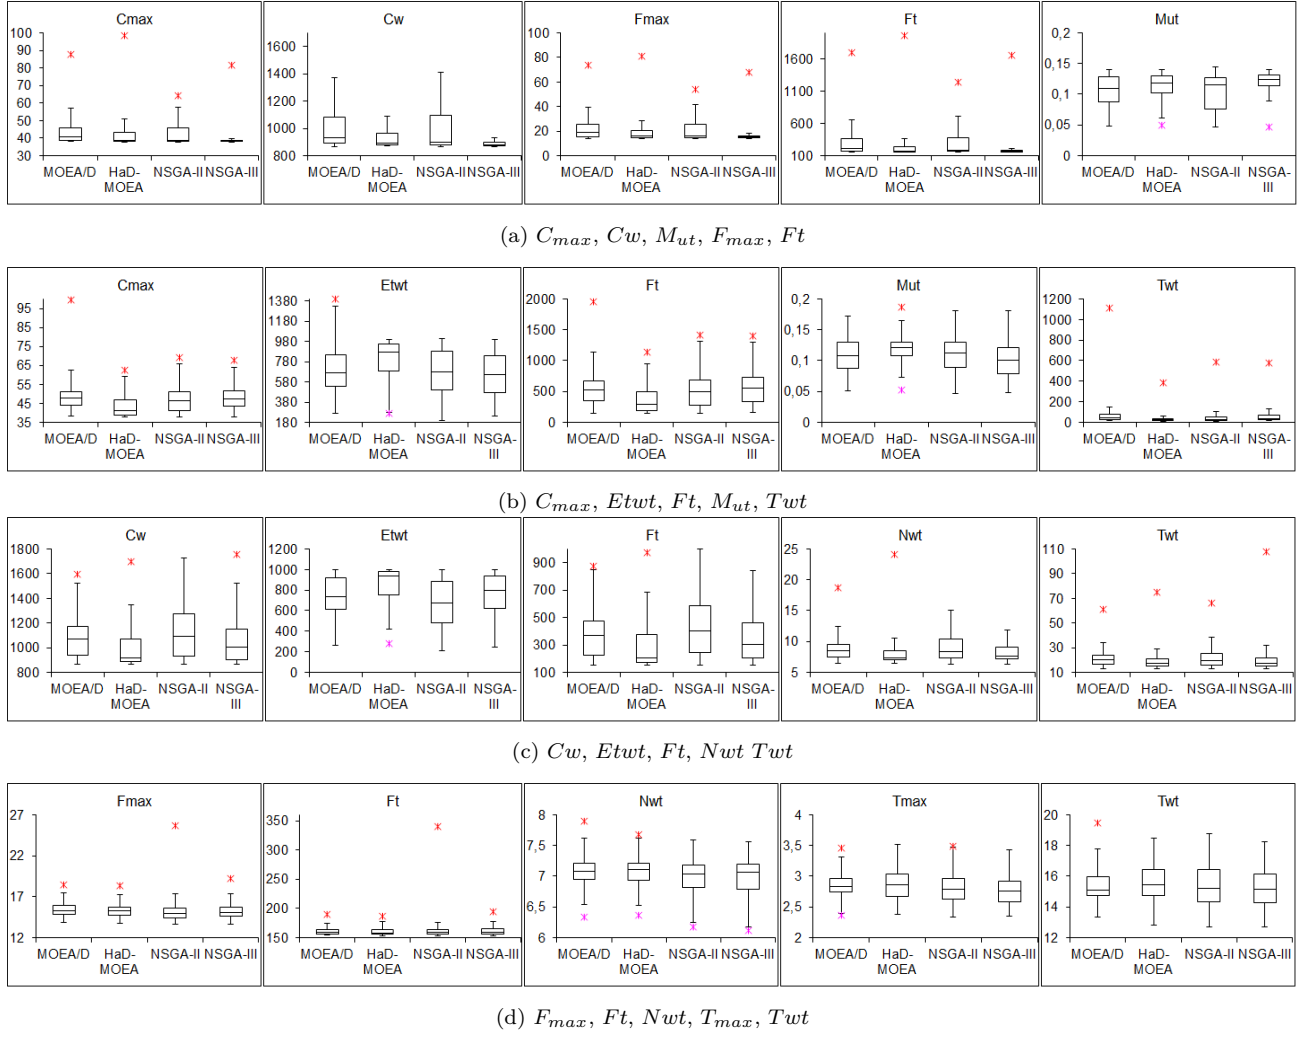 Cmax
100
90
80
70
60
50
40
30
MOEA/D HaD-MOEA NSGA-II NSGA-III
Cw
1600
1400
1200
1000
800
MOEA/D HaD-MOEA NSGA-II NSGA-III
Fmax
100
80
60
40
20
0
MOEA/D HaD-MOEA NSGA-II NSGA-III
Ft
1600
1100
600
100
MOEA/D HaD-MOEA NSGA-II NSGA-III
Mut
0,2
0,15
0,1
0,05
0
MOEA/D HaD-MOEA NSGA-II NSGA-III
(a) Cmax, Cw, Mut, Fmax, Ft
Cmax
95
85
75
65
55
45
35
MOEA/D HaD-MOEA NSGA-II NSGA-III
Etwt
1380
1180
980
780
580
380
180
MOEA/D HaD-MOEA NSGA-II NSGA-III
Ft
2000
1500
1000
500
0
MOEA/D HaD-MOEA NSGA-II NSGA-III
Mut
0,2
0,15
0,1
0,05
0
MOEA/D HaD-MOEA NSGA-II NSGA-III
Twt
1200
1000
800
600
400
200
0
MOEA/D HaD-MOEA NSGA-II NSGA-III
(b) Cmax, Etwt, Ft, Mut, Twt
Cw
1800
1600
1400
1200
1000
800
MOEA/D HaD-MOEA NSGA-II NSGA-III
Etwt
1200
1000
800
600
400
200
0
MOEA/D HaD-MOEA NSGA-II NSGA-III
Ft
900
700
500
300
100
MOEA/D HaD-MOEA NSGA-II NSGA-III
Nwt
25
20
15
10
5
MOEA/D HaD-MOEA NSGA-II NSGA-III
Twt
110
90
70
50
30
10
MOEA/D HaD-MOEA NSGA-II NSGA-III
(c) Cw, Etwt, Ft, Nwt Twt
Fmax
27
22
17
12
MOEA/D HaD-MOEA NSGA-II NSGA-III
Ft
350
300
250
200
150
MOEA/D HaD-MOEA NSGA-II NSGA-III
Nwt
8
7,5
7
6,5
6
MOEA/D HaD-MOEA NSGA-II NSGA-III
Tmax
4
3,5
3
2,5
2
MOEA/D HaD-MOEA NSGA-II NSGA-III
Twt
20
18
16
14
12
MOEA/D HaD-MOEA NSGA-II NSGA-III
(d) Fmax, Ft, Nwt, Tmax, Twt